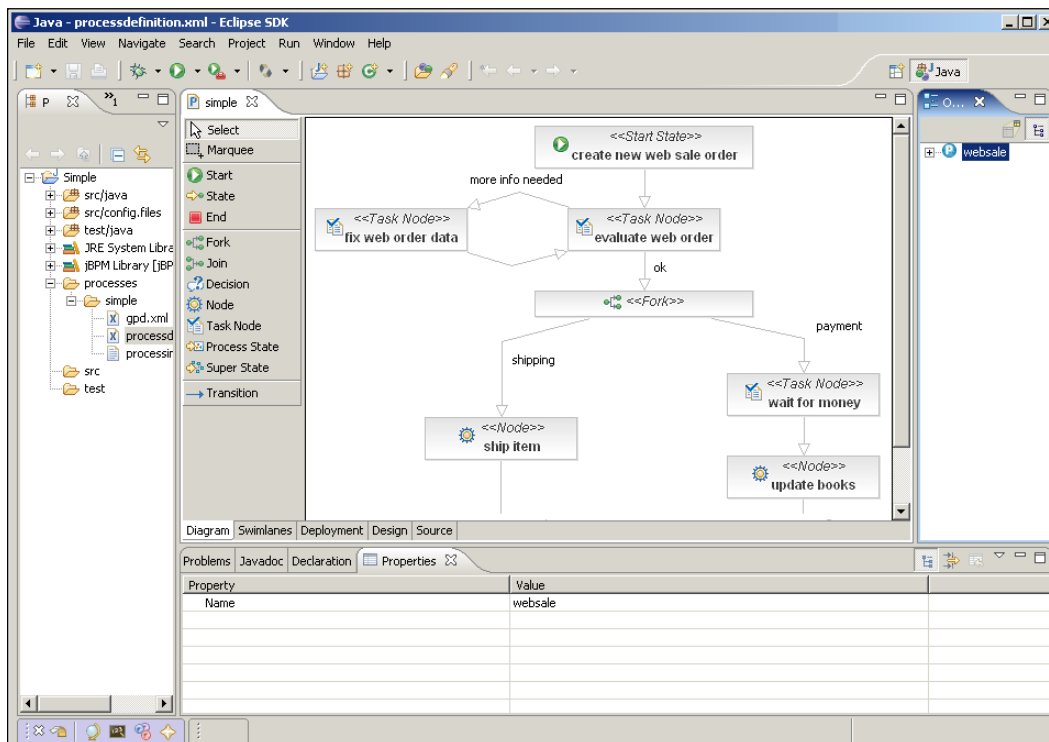 Java - processdefinition.xml - Eclipse SDK
File Edit View Navigate Search Project Run Window Help
Java
P
»1
simple
O...
Select
Marquee
Start
State
End
Fork
Join
Decision
Node
Task Node
Process State
Super State
Transition
Simple
src/java
src/config.files
test/java
JRE System Libra
jBPM Library [jBP
processes
simple
gpd.xml
processd
processin
src
test
<<Start State>>
create new web sale order
more info needed
<<Task Node>>
fix web order data
<<Task Node>>
evaluate web order
ok
<<Fork>>
shipping
payment
<<Task Node>>
wait for money
<<Node>>
ship item
<<Node>>
update books
websale
Diagram Swimlanes Deployment Design Source
Problems Javadoc Declaration Properties
Property Value
Name websale